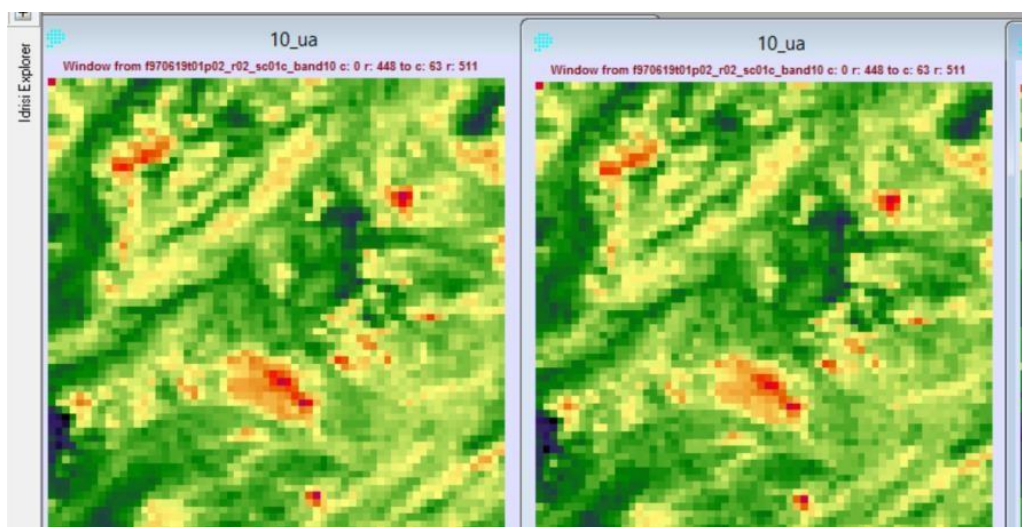 Idrisi Explorer
10_ua
Window from f970619t01p02_r02_sc01c_band10 c: 0 r: 448 to c: 63 r: 511
10_ua
Window from f970619t01p02_r02_sc01c_band10 c: 0 r: 448 to c: 63 r: 511